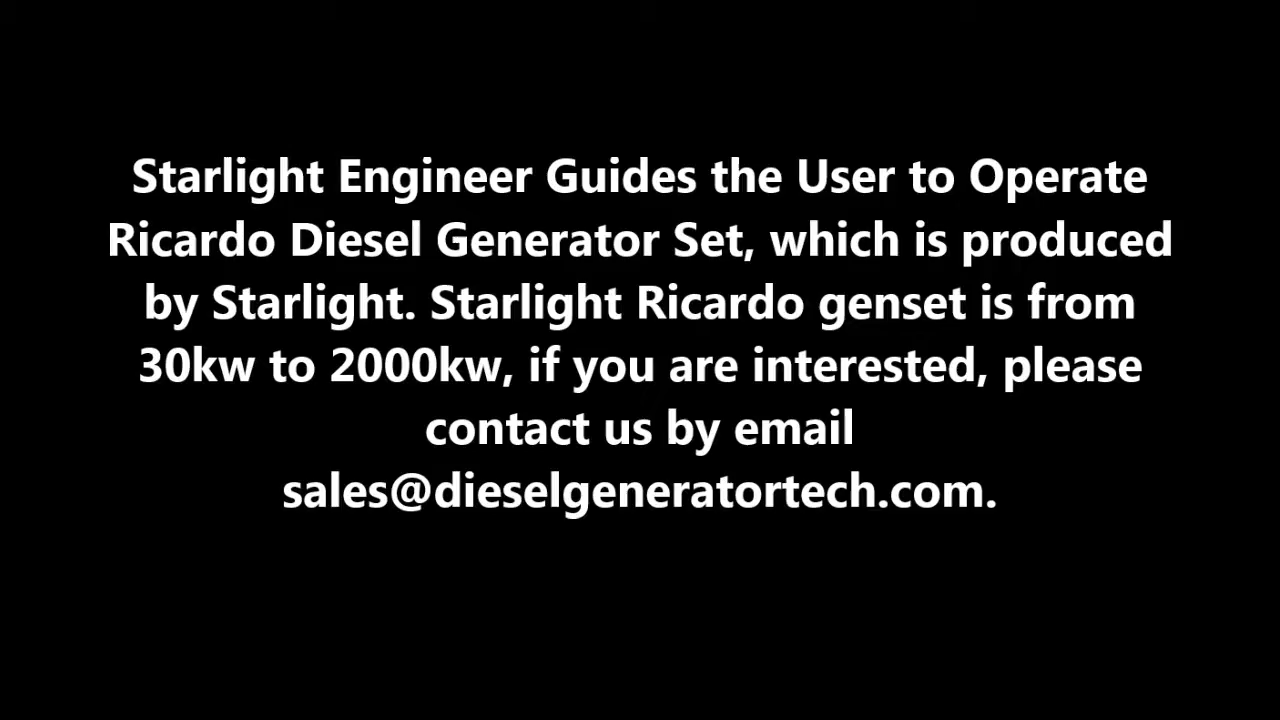 Starlight Engineer Guides the User to Operate
Ricardo Diesel Generator Set, which is produced
by Starlight. Starlight Ricardo genset is from
30kw to 2000kw, if you are interested, please
contact us by email
sales@dieselgeneratortech.com.